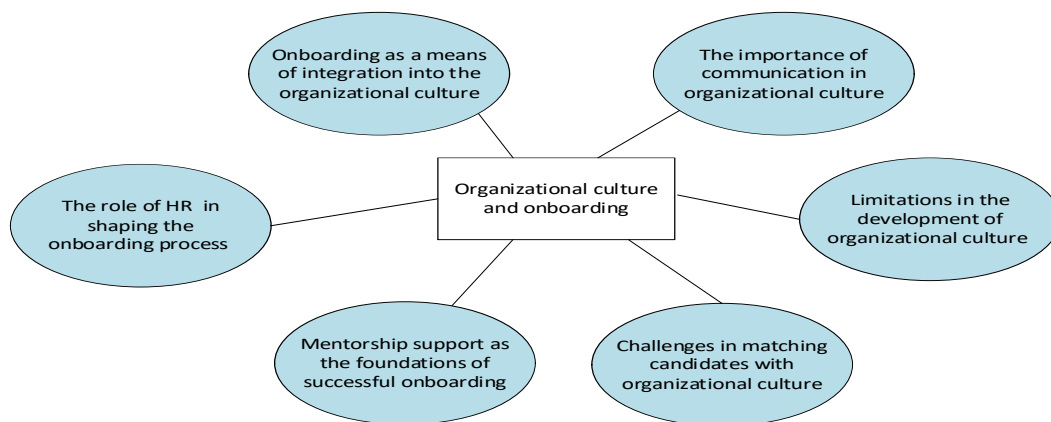 Onboarding as a means
of integration into the
organizational culture
The importance of
communication in
organizational culture
Organizational culture
and onboarding
The role of HR in
shaping the
onboarding process
Limitations in the
development of
organizational culture
Mentorship support as
the foundations of
successful onboarding
Challenges in matching
candidates with
organizational culture